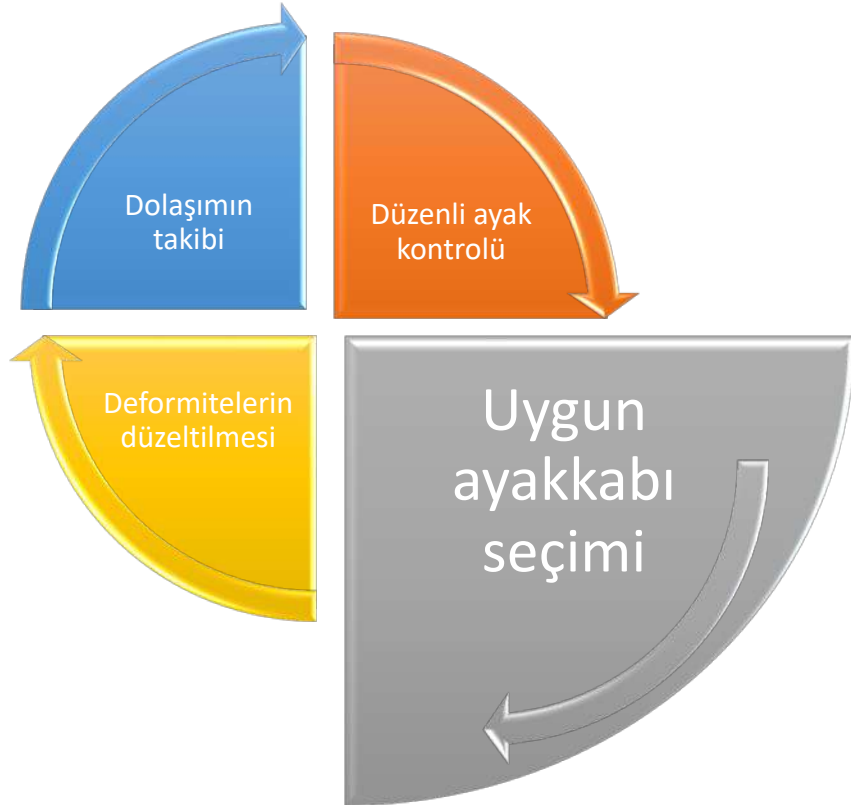 Dolaşımın
takibi
Düzenli ayak
kontrolü
Deformitelerin
düzeltilmesi
Uygun
ayakkabı
seçimi